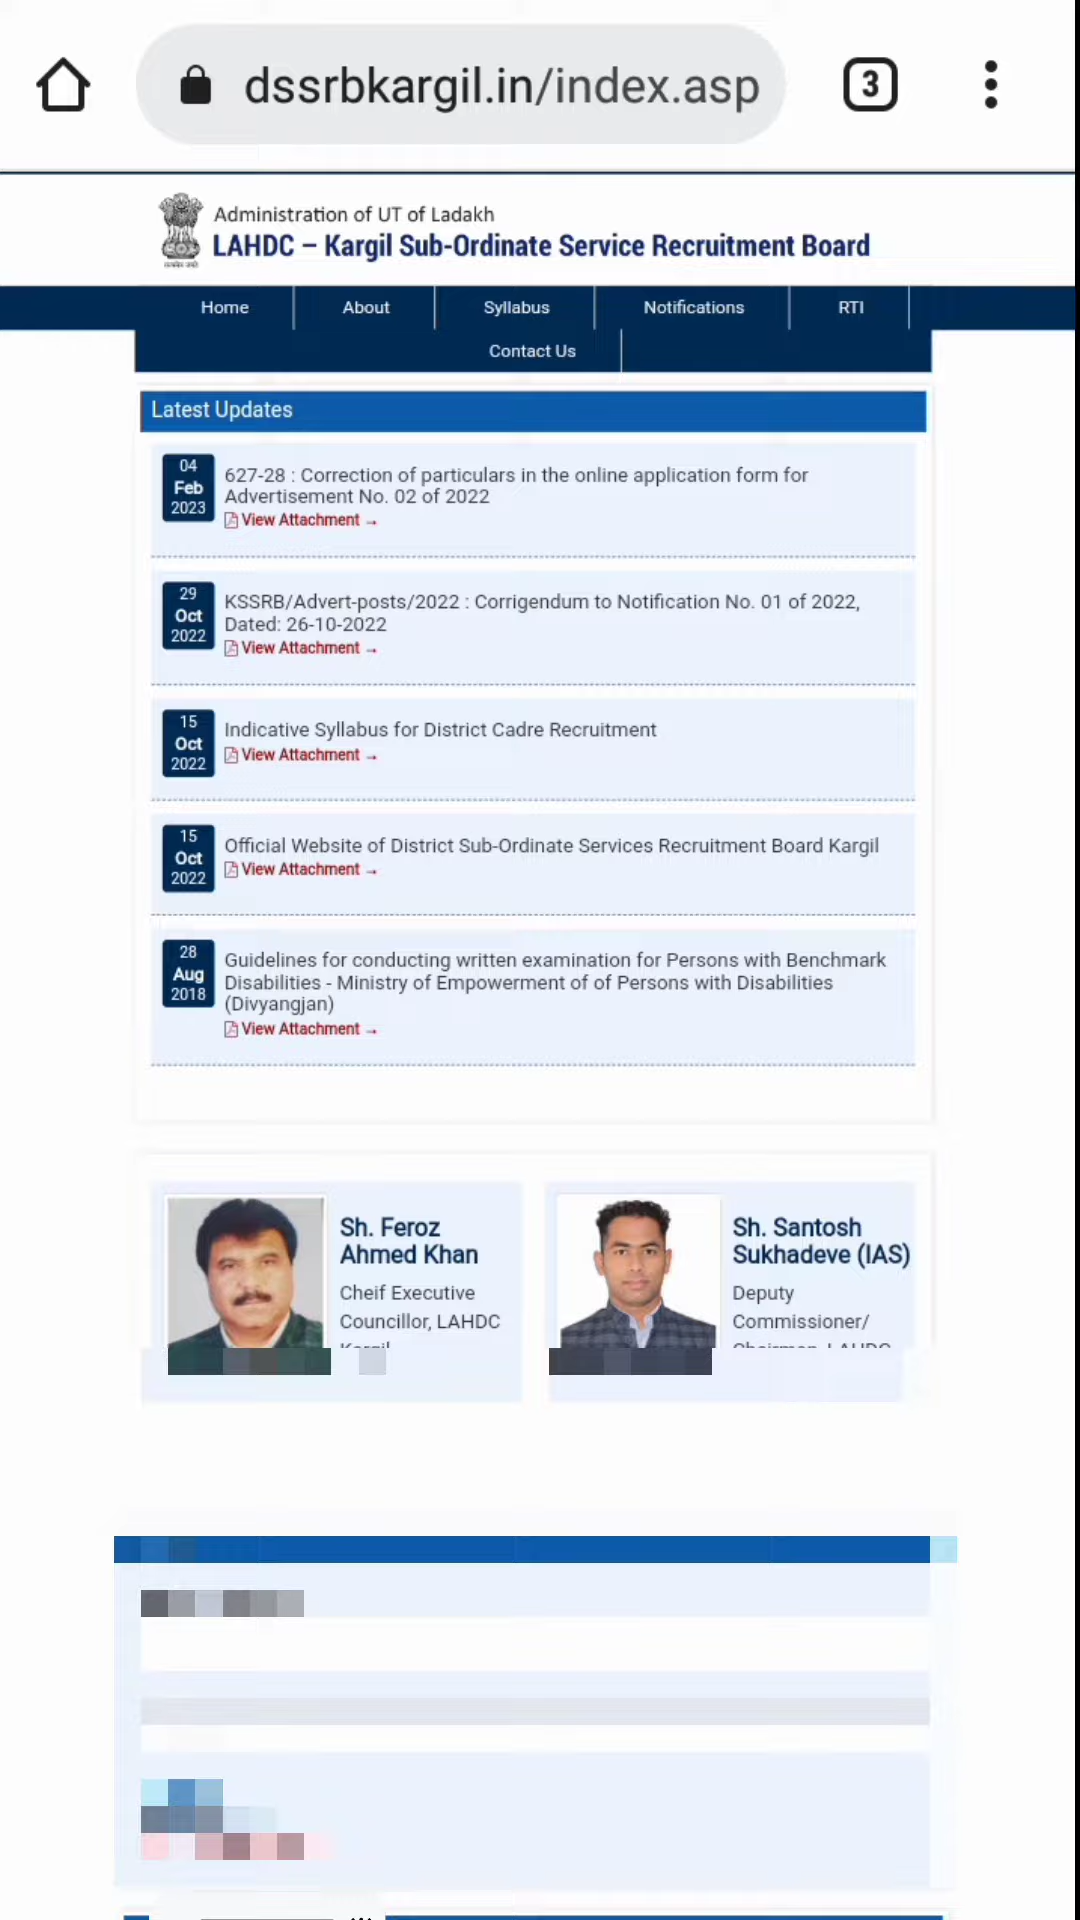 dssrbkargil.in/index.asp
3
Administration of UT of Ladakh
LAHDC – Kargil Sub-Ordinate Service Recruitment Board
Home
About
Syllabus
Notifications
RTI
Contact Us
Latest Updates
04
Feb
2023
627-28 : Correction of particulars in the online application form for
Advertisement No. 02 of 2022
View Attachment →
29
Oct
2022
KSSRB/Advert-posts/2022 : Corrigendum to Notification No. 01 of 2022,
Dated: 26-10-2022
View Attachment →
15
Oct
2022
Indicative Syllabus for District Cadre Recruitment
View Attachment →
15
Oct
2022
Official Website of District Sub-Ordinate Services Recruitment Board Kargil
View Attachment →
28
Aug
2018
Guidelines for conducting written examination for Persons with Benchmark
Disabilities - Ministry of Empowerment of of Persons with Disabilities
(Divyangjan)
View Attachment →
Sh. Feroz
Ahmed Khan
Cheif Executive
Councillor, LAHDC
Sh. Santosh
Sukhadeve (IAS)
Deputy
Commissioner/